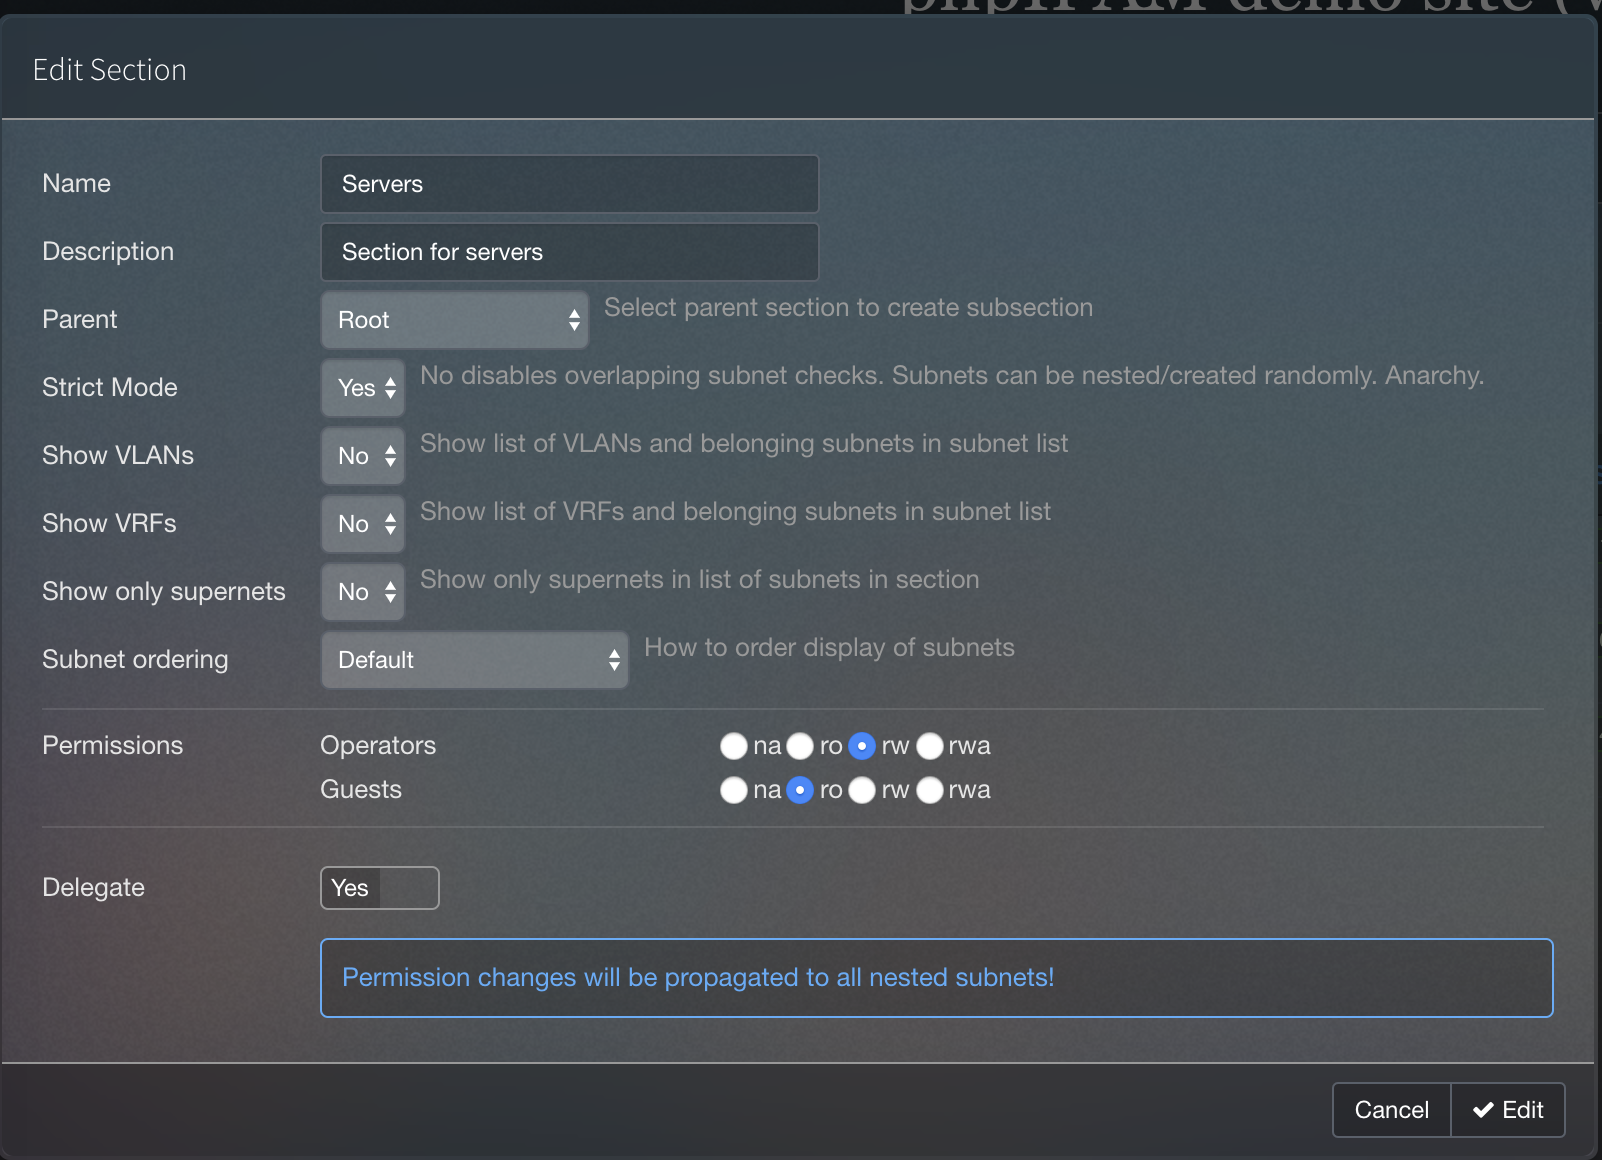 phpIPAM demo site (
Edit Section
Name Servers
Description Section for servers
Parent Root Select parent section to create subsection
Strict Mode Yes No disables overlapping subnet checks. Subnets can be nested/created randomly. Anarchy.
Show VLANs No Show list of VLANs and belonging subnets in subnet list
Show VRFs No Show list of VRFs and belonging subnets in subnet list
Show only supernets No Show only supernets in list of subnets in section
Subnet ordering Default How to order display of subnets
Permissions Operators na ro rw rwa
Guests na ro rw rwa
Delegate Yes
Permission changes will be propagated to all nested subnets!
Cancel Edit